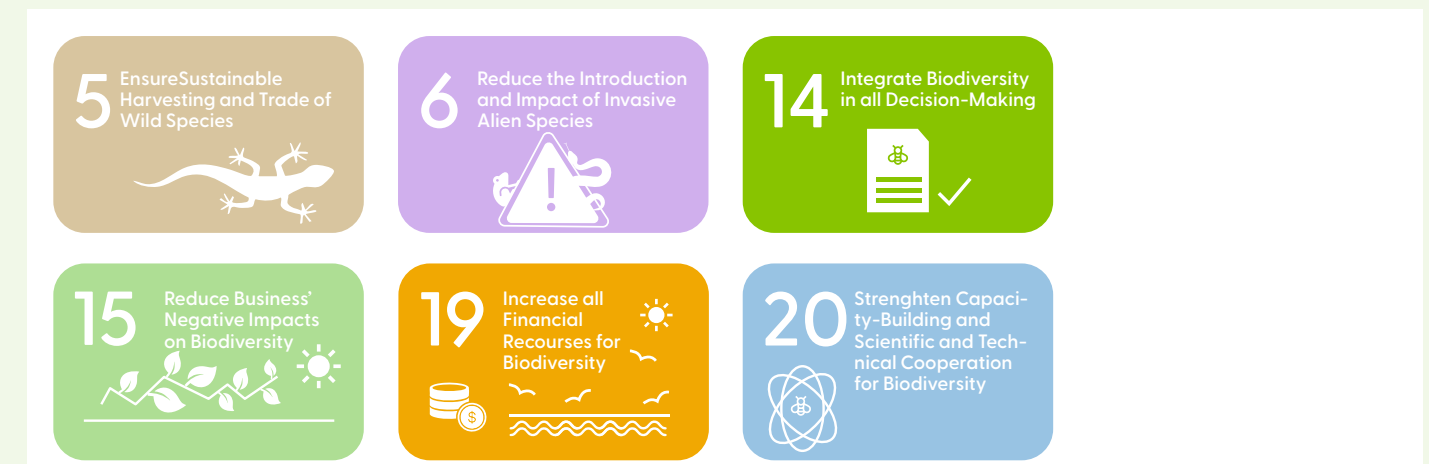 5
EnsureSustainable
Harvesting and Trade of
Wild Species
6
Reduce the Introduction
and Impact of Invasive
Alien Species
!
14
Integrate Biodiversity
in all Decision-Making
15
Reduce Business’
Negative Impacts
on Biodiversity
19
Increase all
Financial
Recourses for
Biodiversity
$
20
Strenghten Capaci-
ty-Building and
Scientific and Tech-
nical Cooperation
for Biodiversity